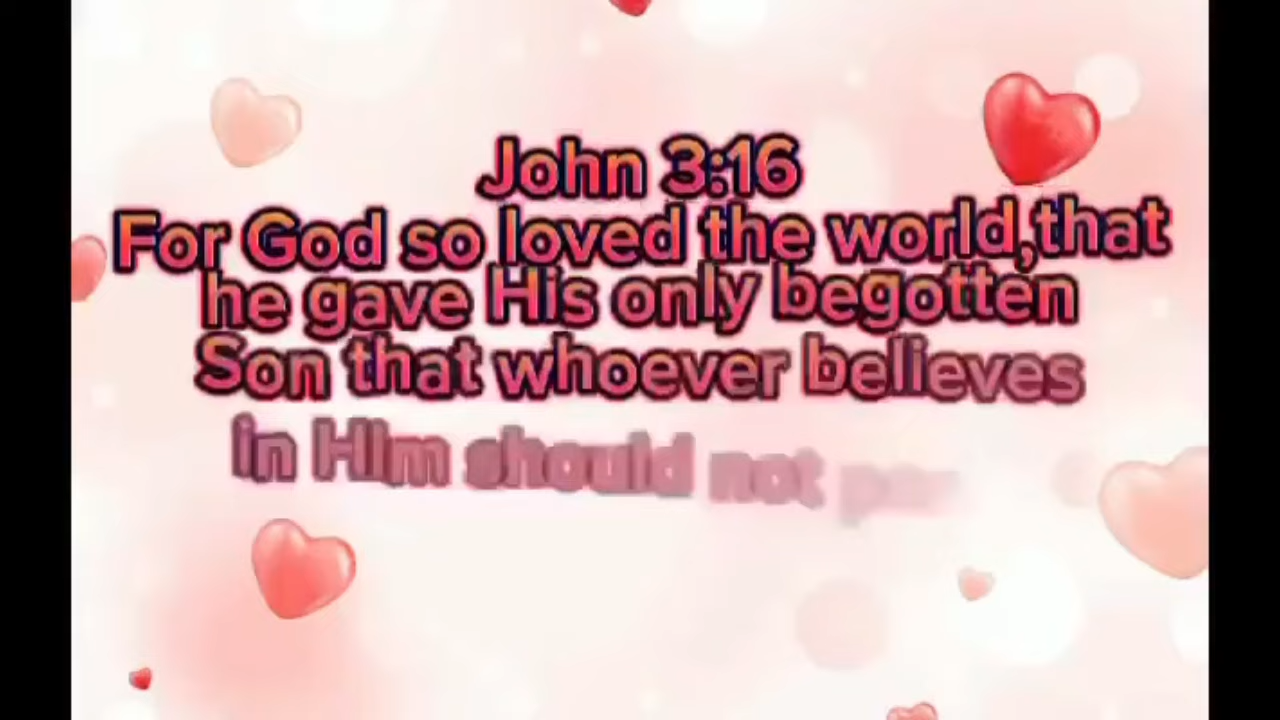 John 3:16
For God so loved the world,that
he gave His only begotten
Son that whoever believes
in Him should not